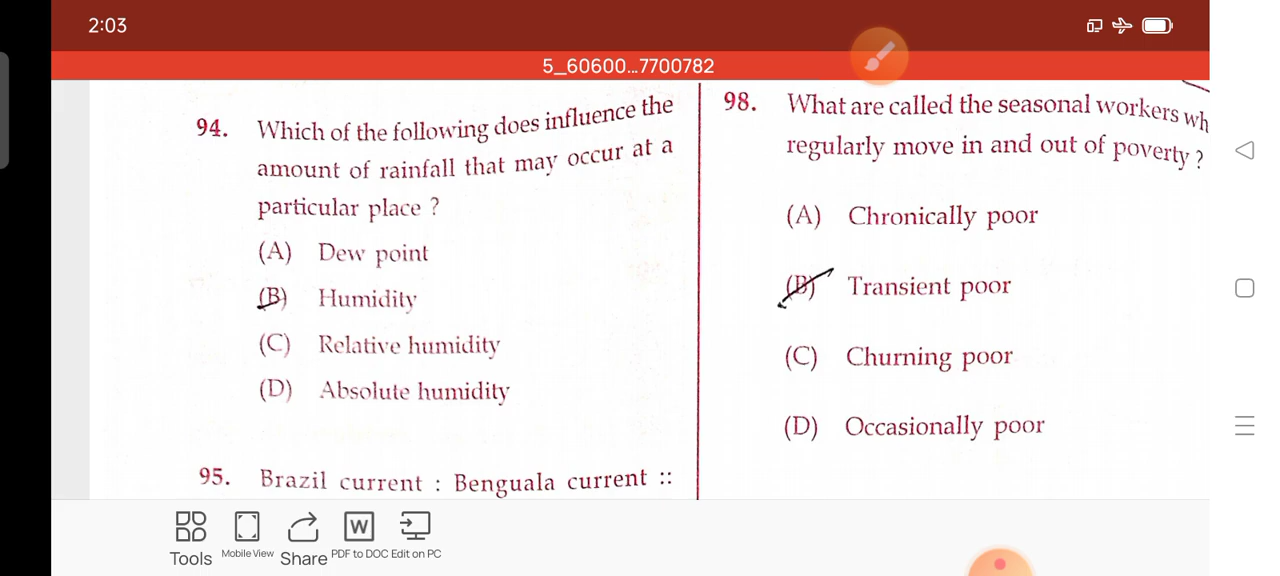 2:03
5_60600...7700782
94. Which of the following does influence the
amount of rainfall that may occur at a
particular place ?
(A) Dew point
(B) Humidity
(C) Relative humidity
(D) Absolute humidity
95. Brazil current : Benguala current ::
98. What are called the seasonal workers wh
regularly move in and out of poverty ?
(A) Chronically poor
(B) Transient poor
(C) Churning poor
(D) Occasionally poor
Tools
Mobile View
Share
W
PDF to DOC
Edit on PC